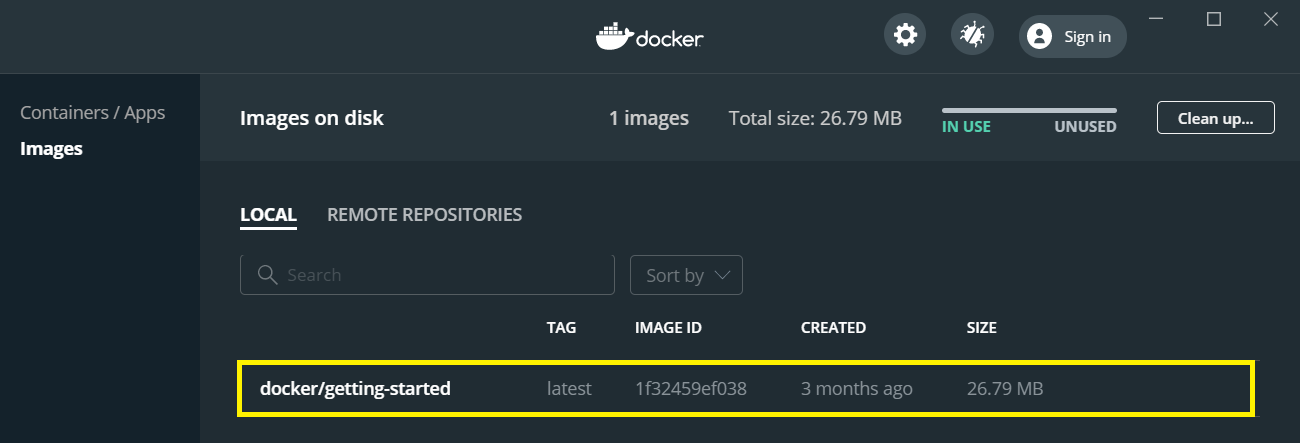 docker
Sign in
Containers / Apps
Images
Images on disk
1 images
Total size: 26.79 MB
IN USE
UNUSED
Clean up...
LOCAL
REMOTE REPOSITORIES
Search
Sort by
TAG
IMAGE ID
CREATED
SIZE
docker/getting-started
latest
1f32459ef038
3 months ago
26.79 MB